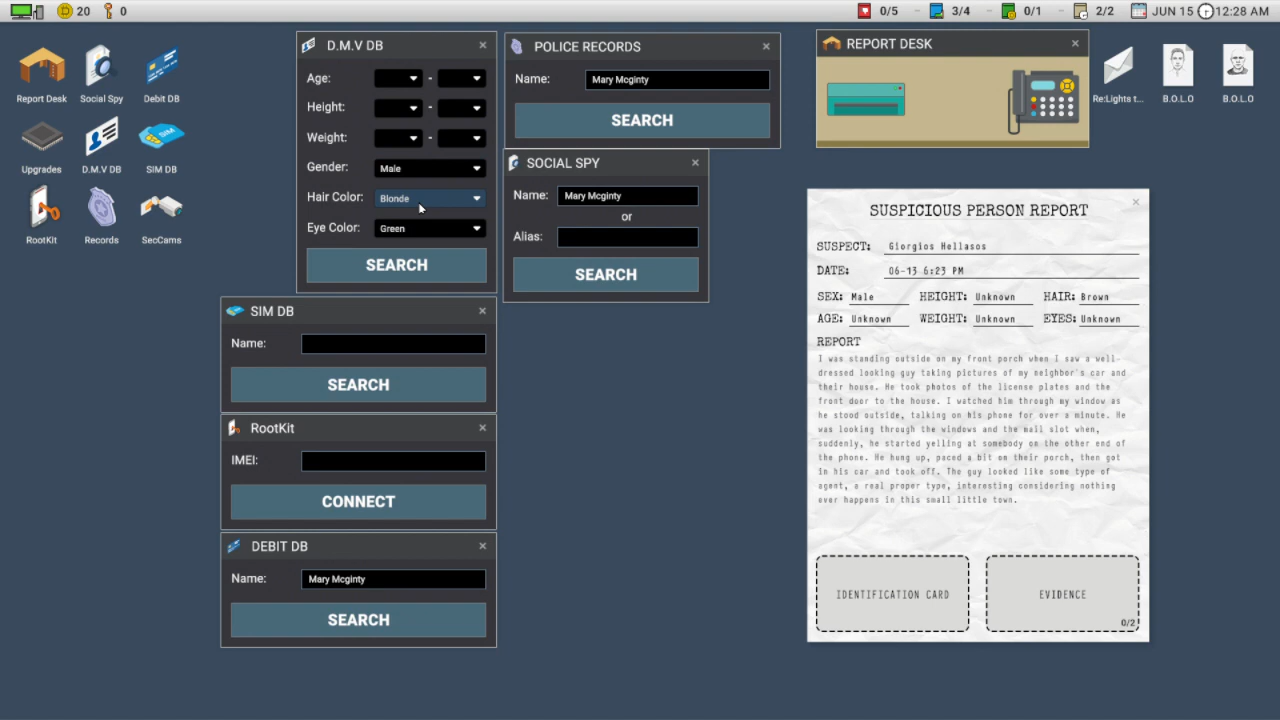 20
0
0/5
3/4
0/1
2/2
JUN 15
12:28 AM
Report Desk
Social Spy
Debit DB
Upgrades
D.M.V DB
SIM DB
RootKit
Records
SecCams
D.M.V DB
Age:
-
Height:
-
Weight:
-
Gender:
Male
Hair Color:
Blonde
Eye Color:
Green
SEARCH
POLICE RECORDS
Name:
Mary Mcginty
SEARCH
SOCIAL SPY
Name:
Mary Mcginty
or
Alias:
SEARCH
SIM DB
Name:
SEARCH
RootKit
IMEI:
CONNECT
DEBIT DB
Name:
Mary Mcginty
SEARCH
REPORT DESK
Re:Lights t...
B.O.L.O
B.O.L.O
SUSPICIOUS PERSON REPORT
SUSPECT: Giorgios Hellasos
DATE: 06-13 6:23 PM
SEX: Male HEIGHT: Unknown HAIR: Brown
AGE: Unknown WEIGHT: Unknown EYES: Unknown
REPORT
I was standing outside on my front porch when I saw a well-
dressed looking guy taking pictures of my neighbor's car and
their house. He took photos of the license plates and the
front door to the house. I watched him through my window as
he stood outside, talking on his phone for over a minute. He
was looking through the windows and the mail slot when,
suddenly, he started yelling at somebody on the other end of
the phone. He hung up, paced a bit on their porch, then got
in his car and took off. The guy looked like some type of
agent, a real proper type, interesting considering nothing
ever happens in this small little town.
IDENTIFICATION CARD
EVIDENCE
0/2